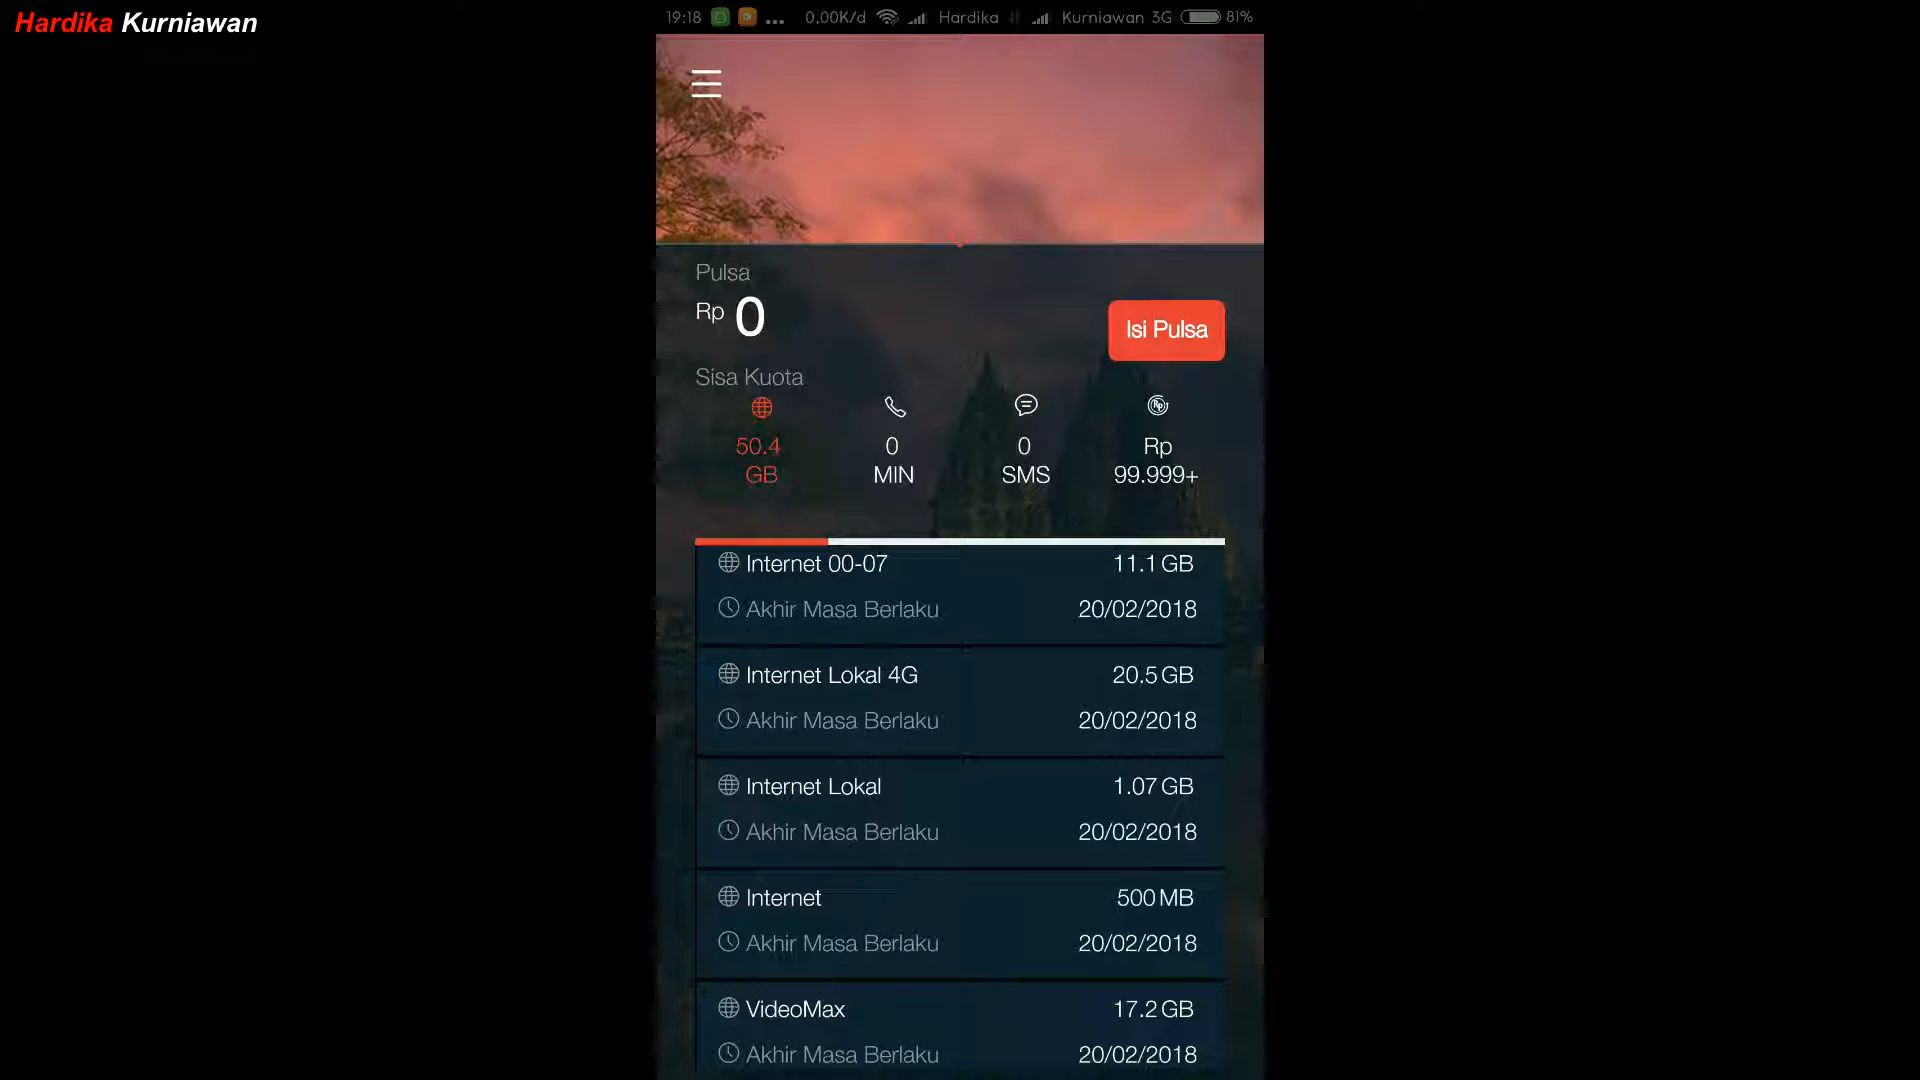 Hardika Kurniawan
19:18 ... 0.00K/d Hardika Kurniawan 3G 81%
Pulsa
Rp 0
Isi Pulsa
Sisa Kuota
50.4 GB
0 MIN
0 SMS
Rp 99.999+
Internet 00-07 11.1 GB
Akhir Masa Berlaku 20/02/2018
Internet Lokal 4G 20.5 GB
Akhir Masa Berlaku 20/02/2018
Internet Lokal 1.07 GB
Akhir Masa Berlaku 20/02/2018
Internet 500 MB
Akhir Masa Berlaku 20/02/2018
VideoMax 17.2 GB
Akhir Masa Berlaku 20/02/2018